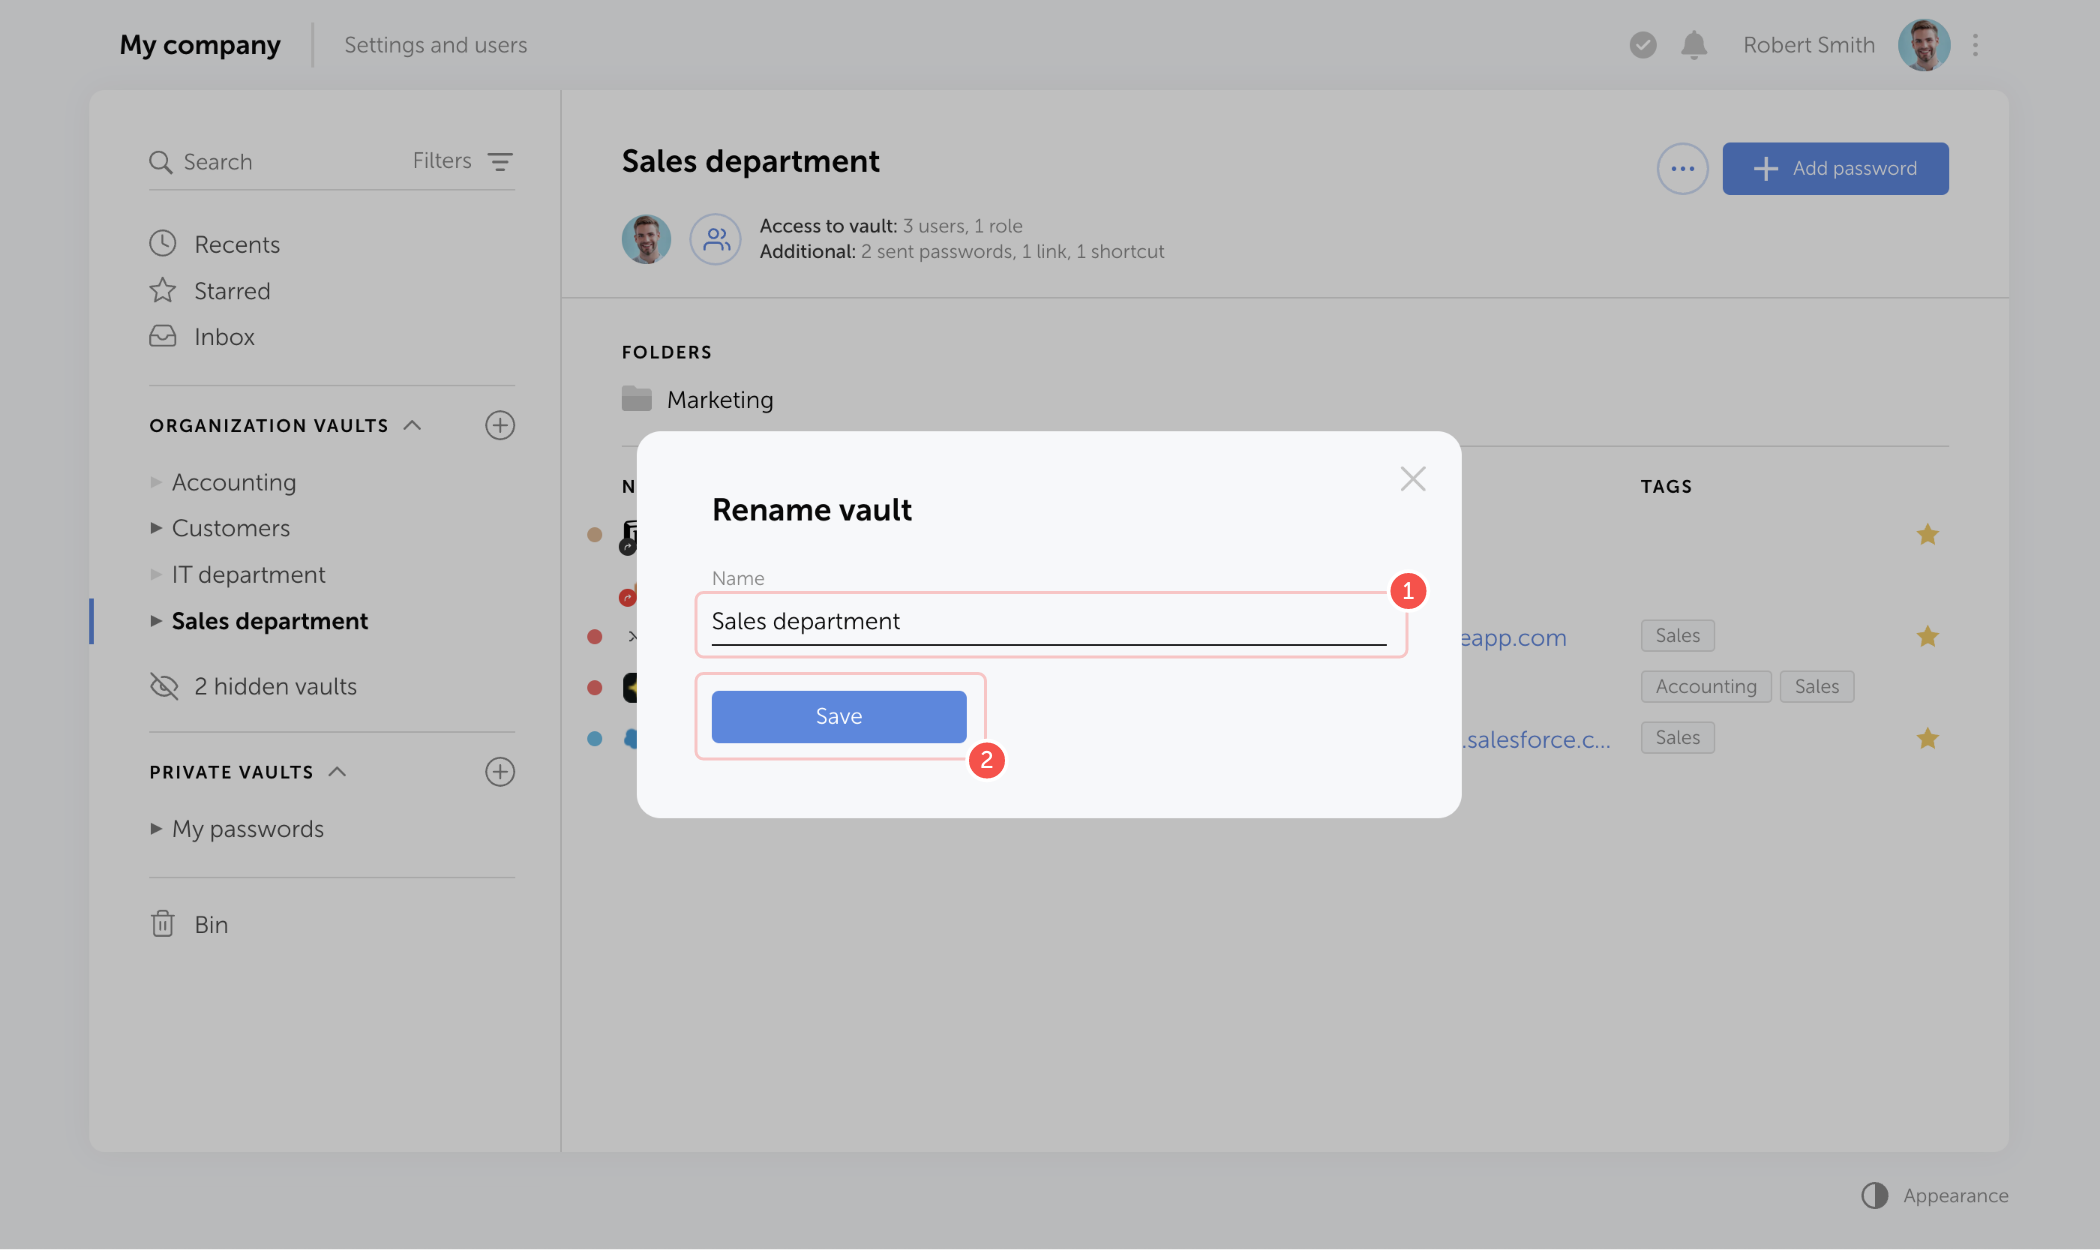 My company
Settings and users
Robert Smith
Search
Filters
Recents
Starred
Inbox
ORGANIZATION VAULTS
Accounting
Customers
IT department
Sales department
2 hidden vaults
PRIVATE VAULTS
My passwords
Bin
Sales department
Add password
Access to vault: 3 users, 1 role
Additional: 2 sent passwords, 1 link, 1 shortcut
FOLDERS
Marketing
N
TAGS
eapp.com
Sales
Accounting
Sales
.salesforce.c...
Sales
Rename vault
Name
1
Sales department
Save
2
Appearance